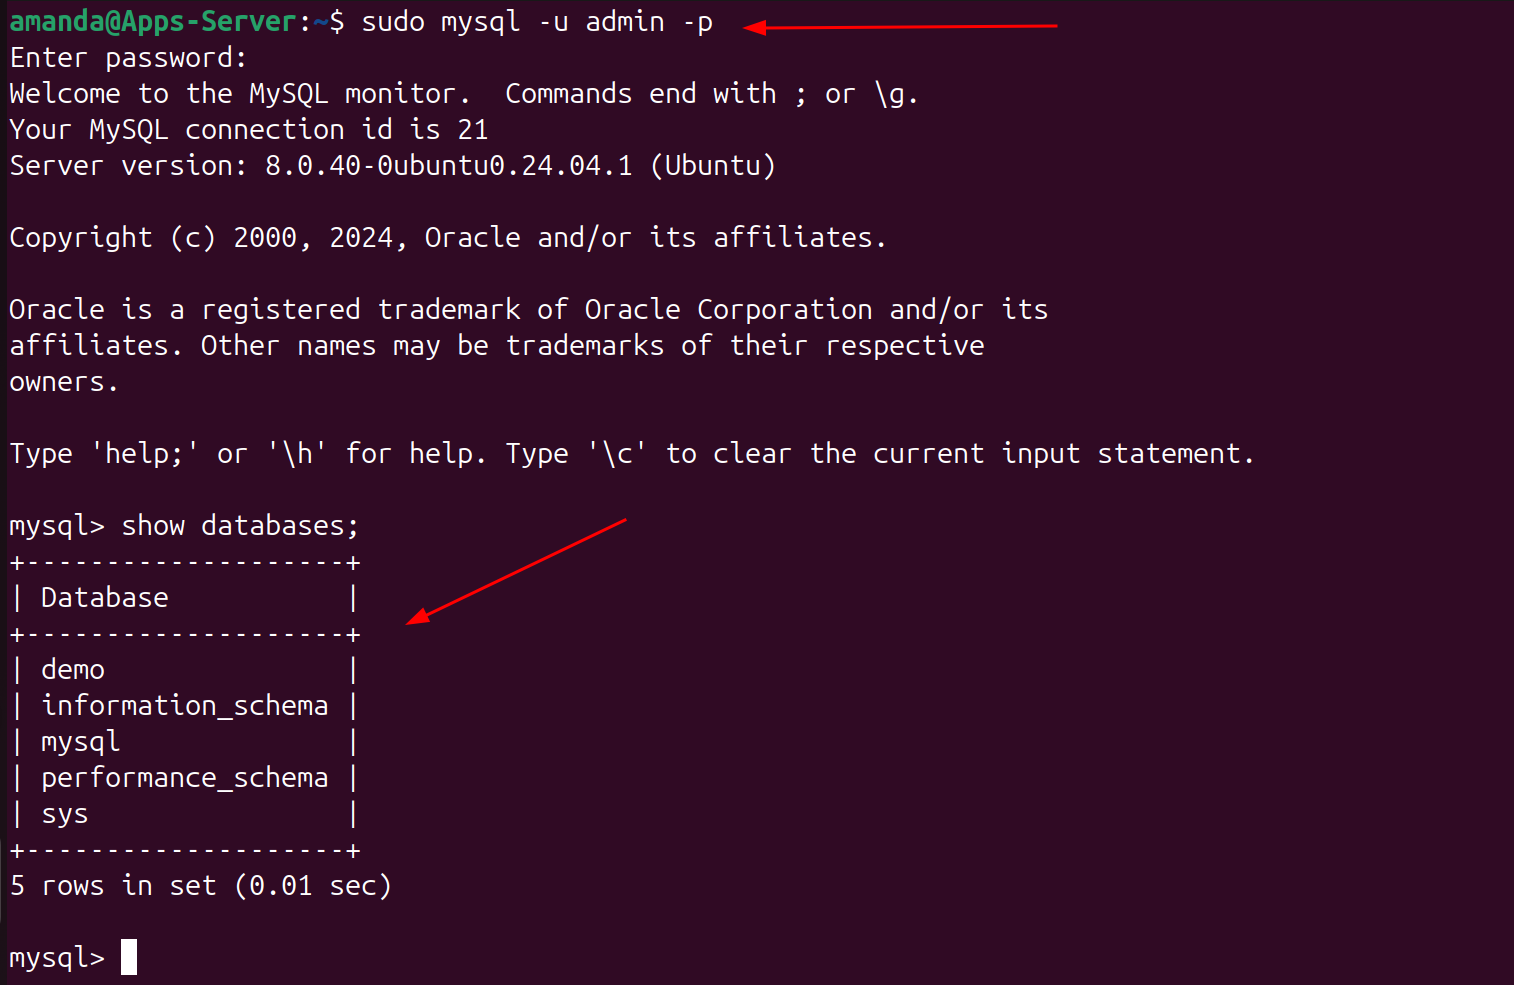 amanda@Apps-Server:~$ sudo mysql -u admin -p
Enter password:
Welcome to the MySQL monitor.  Commands end with ; or \g.
Your MySQL connection id is 21
Server version: 8.0.40-0ubuntu0.24.04.1 (Ubuntu)

Copyright (c) 2000, 2024, Oracle and/or its affiliates.

Oracle is a registered trademark of Oracle Corporation and/or its
affiliates. Other names may be trademarks of their respective
owners.

Type 'help;' or '\h' for help. Type '\c' to clear the current input statement.

mysql> show databases;
+--------------------+
| Database           |
+--------------------+
| demo               |
| information_schema |
| mysql              |
| performance_schema |
| sys                |
+--------------------+
5 rows in set (0.01 sec)

mysql>